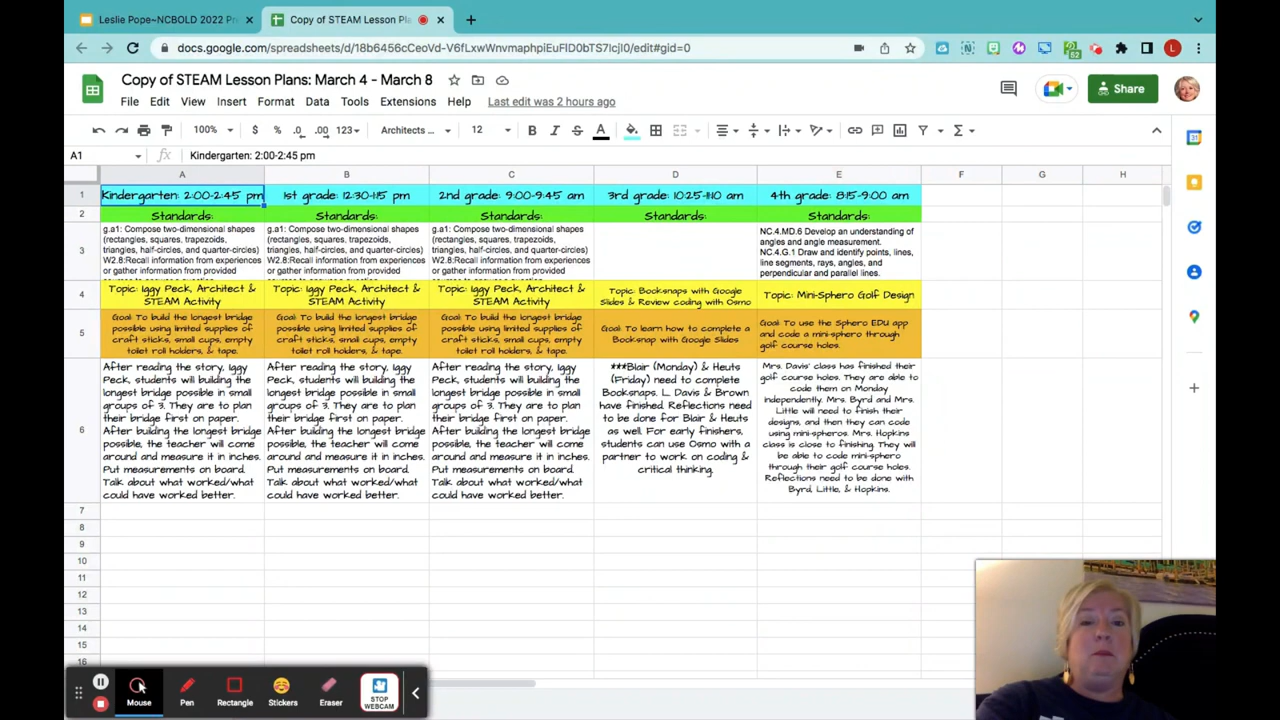 Leslie Pope~NCBOLD 2022 Pr
Copy of STEAM Lesson Pla
docs.google.com/spreadsheets/d/18b6456cCeoVd-V6fLxwWnvmaphpiEuFID0bTS7lcjI0/edit#gid=0
52
L
Copy of STEAM Lesson Plans: March 4 - March 8
File Edit View Insert Format Data Tools Extensions Help Last edit was 2 hours ago
Share
100% $ % .0 .00 123 Architects ... 12 B I S A
A1 fx Kindergarten: 2:00-2:45 pm
A B C D E F G H
1 Kindergarten: 2:00-2:45 pm 1st grade: 12:30-1:15 pm 2nd grade: 9:00-9:45 am 3rd grade: 10:25-11:10 am 4th grade: 8:15-9:00 am
2 Standards: Standards: Standards: Standards: Standards:
3
g.a1: Compose two-dimensional shapes
(rectangles, squares, trapezoids,
triangles, half-circles, and quarter-circles)
W2.8:Recall information from experiences
or gather information from provided
g.a1: Compose two-dimensional shapes
(rectangles, squares, trapezoids,
triangles, half-circles, and quarter-circles)
W2.8:Recall information from experiences
or gather information from provided
g.a1: Compose two-dimensional shapes
(rectangles, squares, trapezoids,
triangles, half-circles, and quarter-circles)
W2.8:Recall information from experiences
or gather information from provided
NC.4.MD.6 Develop an understanding of
angles and angle measurement.
NC.4.G.1 Draw and identify points, lines,
line segments, rays, angles, and
perpendicular and parallel lines.
4
Topic: Iggy Peck, Architect &
STEAM Activity
Topic: Iggy Peck, Architect &
STEAM Activity
Topic: Iggy Peck, Architect &
STEAM Activity
Topic: Booksnaps with Google
Slides & Review coding with Osmo
Topic: Mini-Sphero Golf Design
5
Goal: To build the longest bridge
possible using limited supplies of
craft sticks, small cups, empty
toilet roll holders, & tape.
Goal: To build the longest bridge
possible using limited supplies of
craft sticks, small cups, empty
toilet roll holders, & tape.
Goal: To build the longest bridge
possible using limited supplies of
craft sticks, small cups, empty
toilet roll holders, & tape.
Goal: To learn how to complete a
Booksnap with Google Slides
Goal: To use the Sphero EDU app
and code a mini-sphero through
golf course holes.
6
After reading the story, Iggy
Peck, students will building the
longest bridge possible in small
groups of 3. They are to plan
their bridge first on paper.
After building the longest bridge
possible, the teacher will come
around and measure it in inches.
Put measurements on board.
Talk about what worked/what
could have worked better.
After reading the story, Iggy
Peck, students will building the
longest bridge possible in small
groups of 3. They are to plan
their bridge first on paper.
After building the longest bridge
possible, the teacher will come
around and measure it in inches.
Put measurements on board.
Talk about what worked/what
could have worked better.
After reading the story, Iggy
Peck, students will building the
longest bridge possible in small
groups of 3. They are to plan
their bridge first on paper.
After building the longest bridge
possible, the teacher will come
around and measure it in inches.
Put measurements on board.
Talk about what worked/what
could have worked better.
***Blair (Monday) & Heuts
(Friday) need to complete
Booksnaps. L. Davis & Brown
have finished. Reflections need
to be done for Blair & Heuts
as well. For early finishers,
students can use Osmo with a
partner to work on coding &
critical thinking.
Mrs. Davis' class has finished their
golf course holes. They are able to
code them on Monday
independently. Mrs. Byrd and Mrs.
Little will need to finish their
designs, and then they can code
using mini-spheros. Mrs. Hopkins
class is close to finishing. They will
be able to code mini-sphero
through their golf course holes.
Reflections need to be done with
Byrd, Little, & Hopkins.
7
8
9
10
11
12
13
14
15
16
Mouse Pen Rectangle Stickers Eraser STOP
WEBCAM